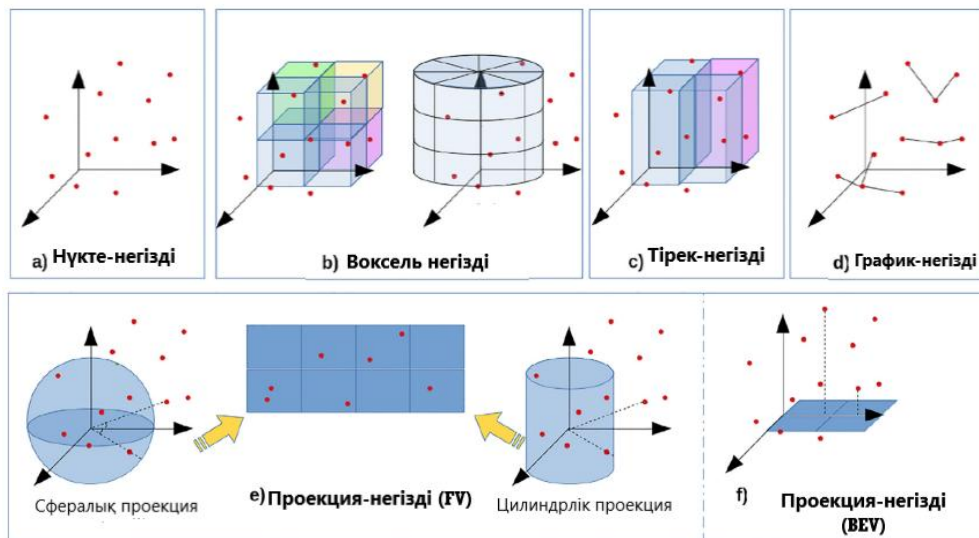 a) Нүкте-негізді
b) Воксель негізді
c) Тірек-негізді
d) График-негізді
Сфералық проекция
e) Проекция-негізді (FV)
Цилиндрлік проекция
f) Проекция-негізді
(BEV)